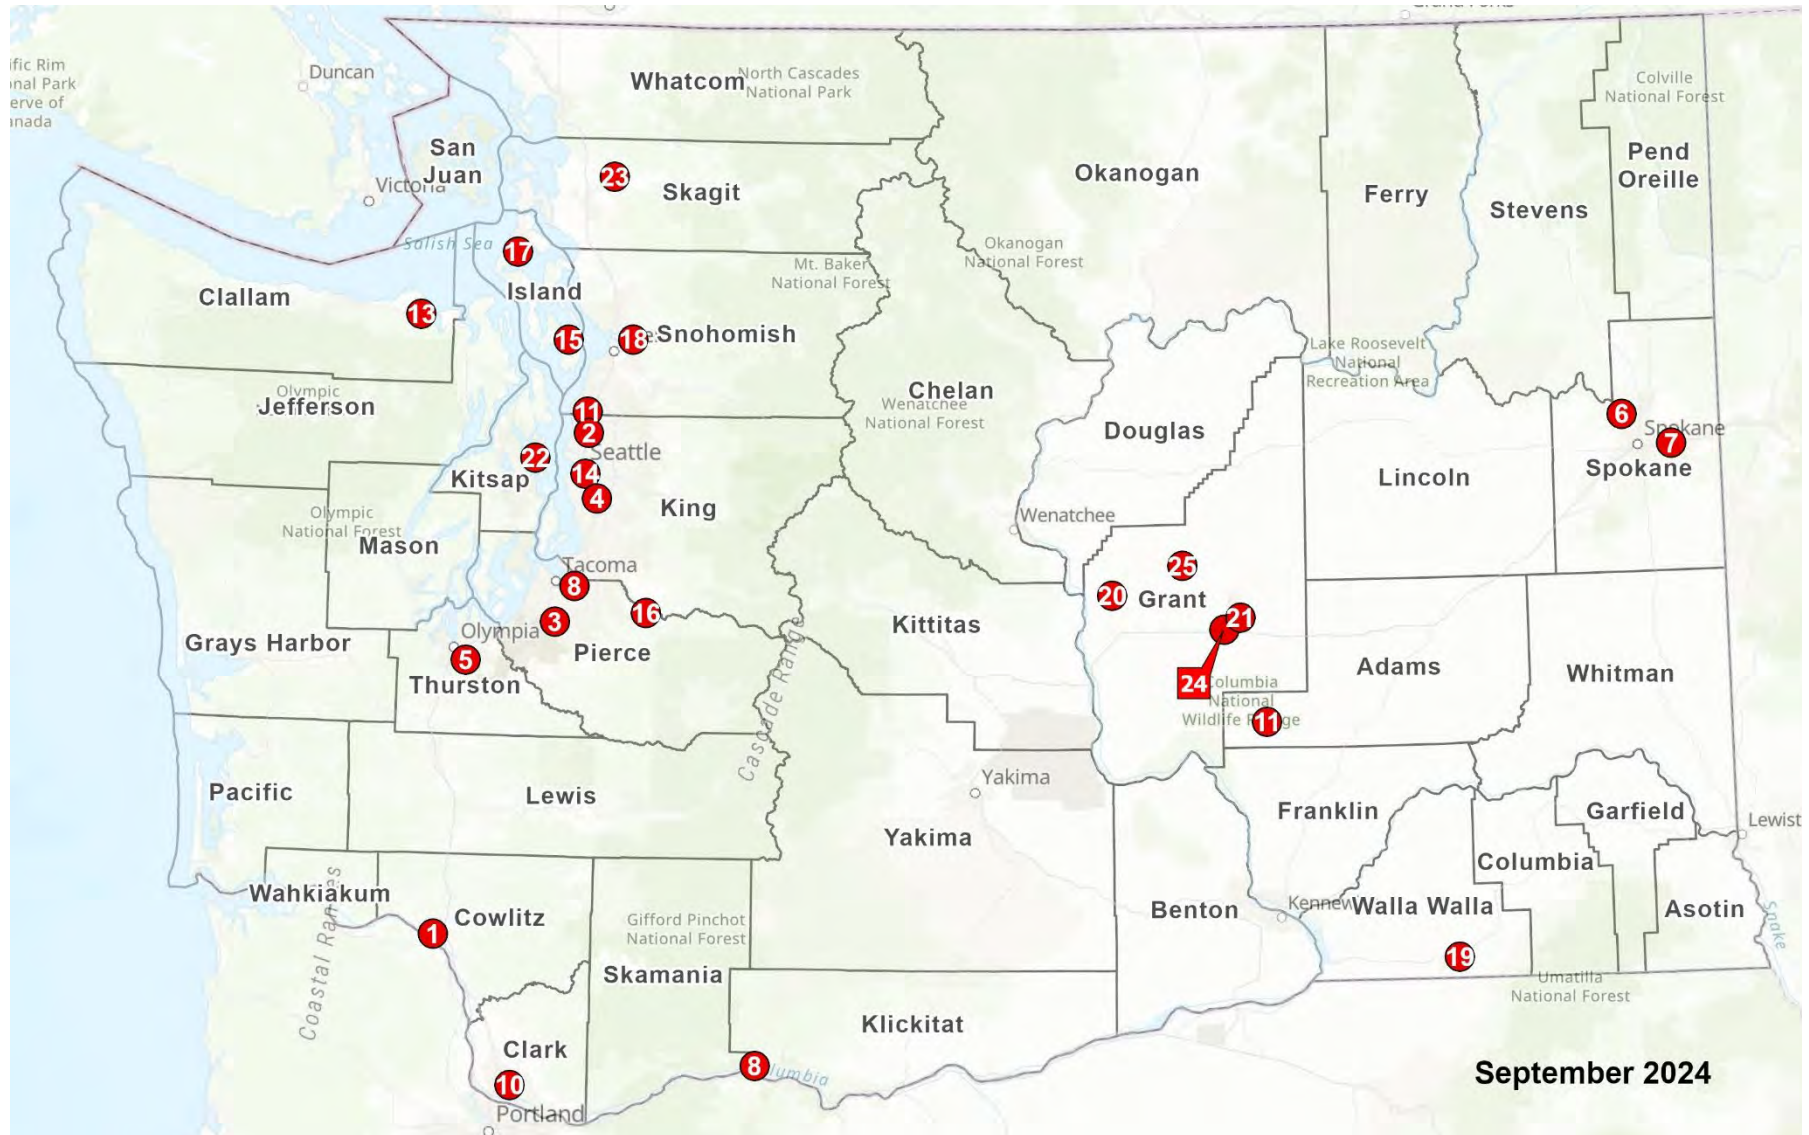 Duncan
Whatcom
North Cascades
National Park
Colville
National Forest
San
Juan
Victoria
23
Skagit
Okanogan
Ferry
Stevens
Pend
Oreille
Salish Sea
17
Island
Okanogan
National Forest
Mt. Baker
National Forest
Clallam
13
15
18
Snohomish
Lake Roosevelt
National
Recreation Area
Olympic
Jefferson
Chelan
Wenatchee
National Forest
Douglas
11
2
Seattle
6
Spokane
7
Spokane
22
Kitsap
14
4
King
Lincoln
Olympic
National Forest
Mason
Wenatchee
Tacoma
8
25
20
Grant
21
3
16
Grays Harbor
Olympia
5
Thurston
Pierce
Kittitas
Cascade Range
24
Columbia
National
Wildlife
11
Adams
Whitman
Pacific
Lewis
Yakima
Yakima
Franklin
Garfield
Lewist
Columbia
Wahkiakum
Coastal Ranges
1
Cowlitz
Gifford Pinchot
National Forest
Skamania
Benton
Kennew
Walla Walla
Asotin
Snake
19
Umatilla
National Forest
Clark
10
Portland
Klickitat
8
lumbia
September 2024